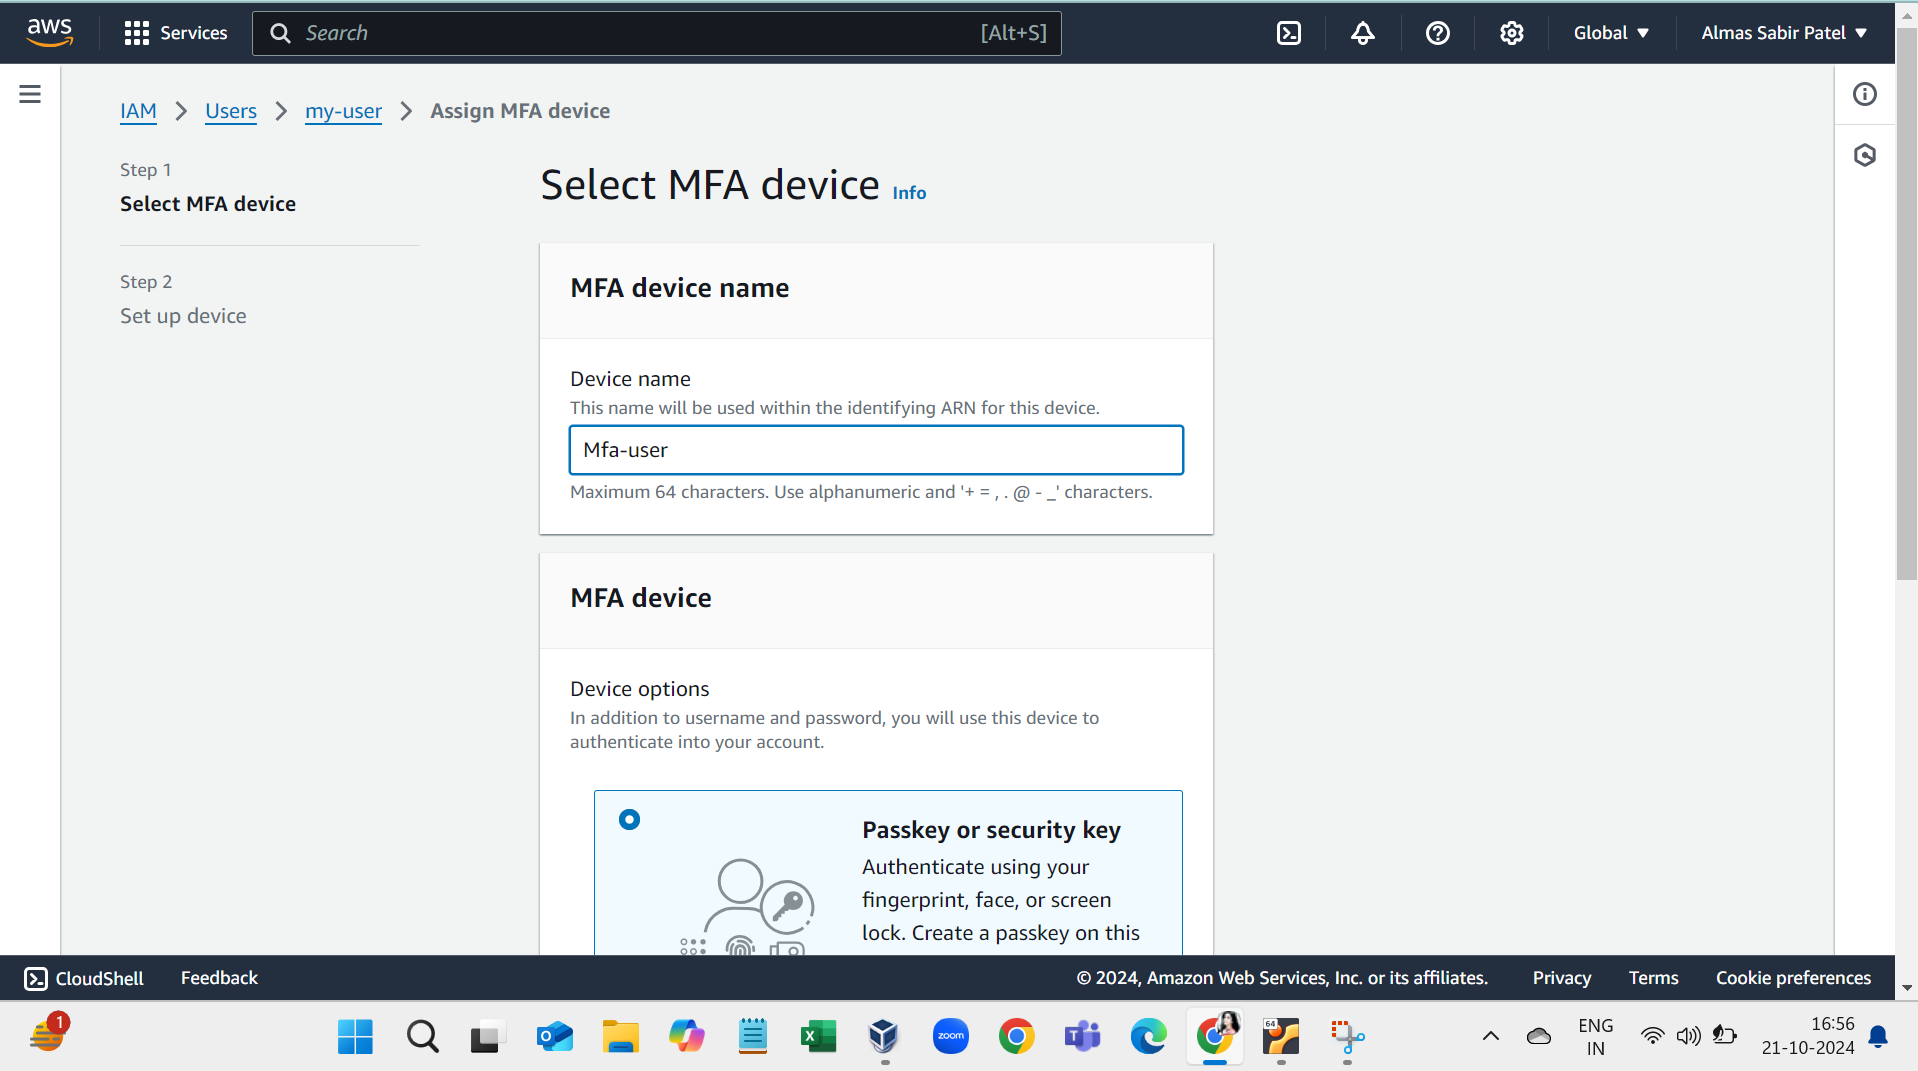 aws
Services
Search
[Alt+S]
Global
Almas Sabir Patel
IAM
Users
my-user
Assign MFA device
Step 1
Select MFA device
Step 2
Set up device
Select MFA device
Info
MFA device name
Device name
This name will be used within the identifying ARN for this device.
Mfa-user
Maximum 64 characters. Use alphanumeric and '+ = , . @ - _' characters.
MFA device
Device options
In addition to username and password, you will use this device to
authenticate into your account.
Passkey or security key
Authenticate using your
fingerprint, face, or screen
lock. Create a passkey on this
CloudShell
Feedback
© 2024, Amazon Web Services, Inc. or its affiliates.
Privacy
Terms
Cookie preferences
1
zoom
64
ENG
IN
16:56
21-10-2024